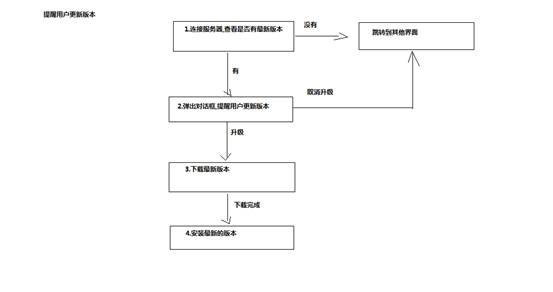 提醒用户更新版本
1.连接服务器,查看是否有最新版本
没有
跳转到其他界面
有
2.弹出对话框,提醒用户更新版本
取消升级
升级
3.下载最新版本
下载完成
4.安装最新的版本